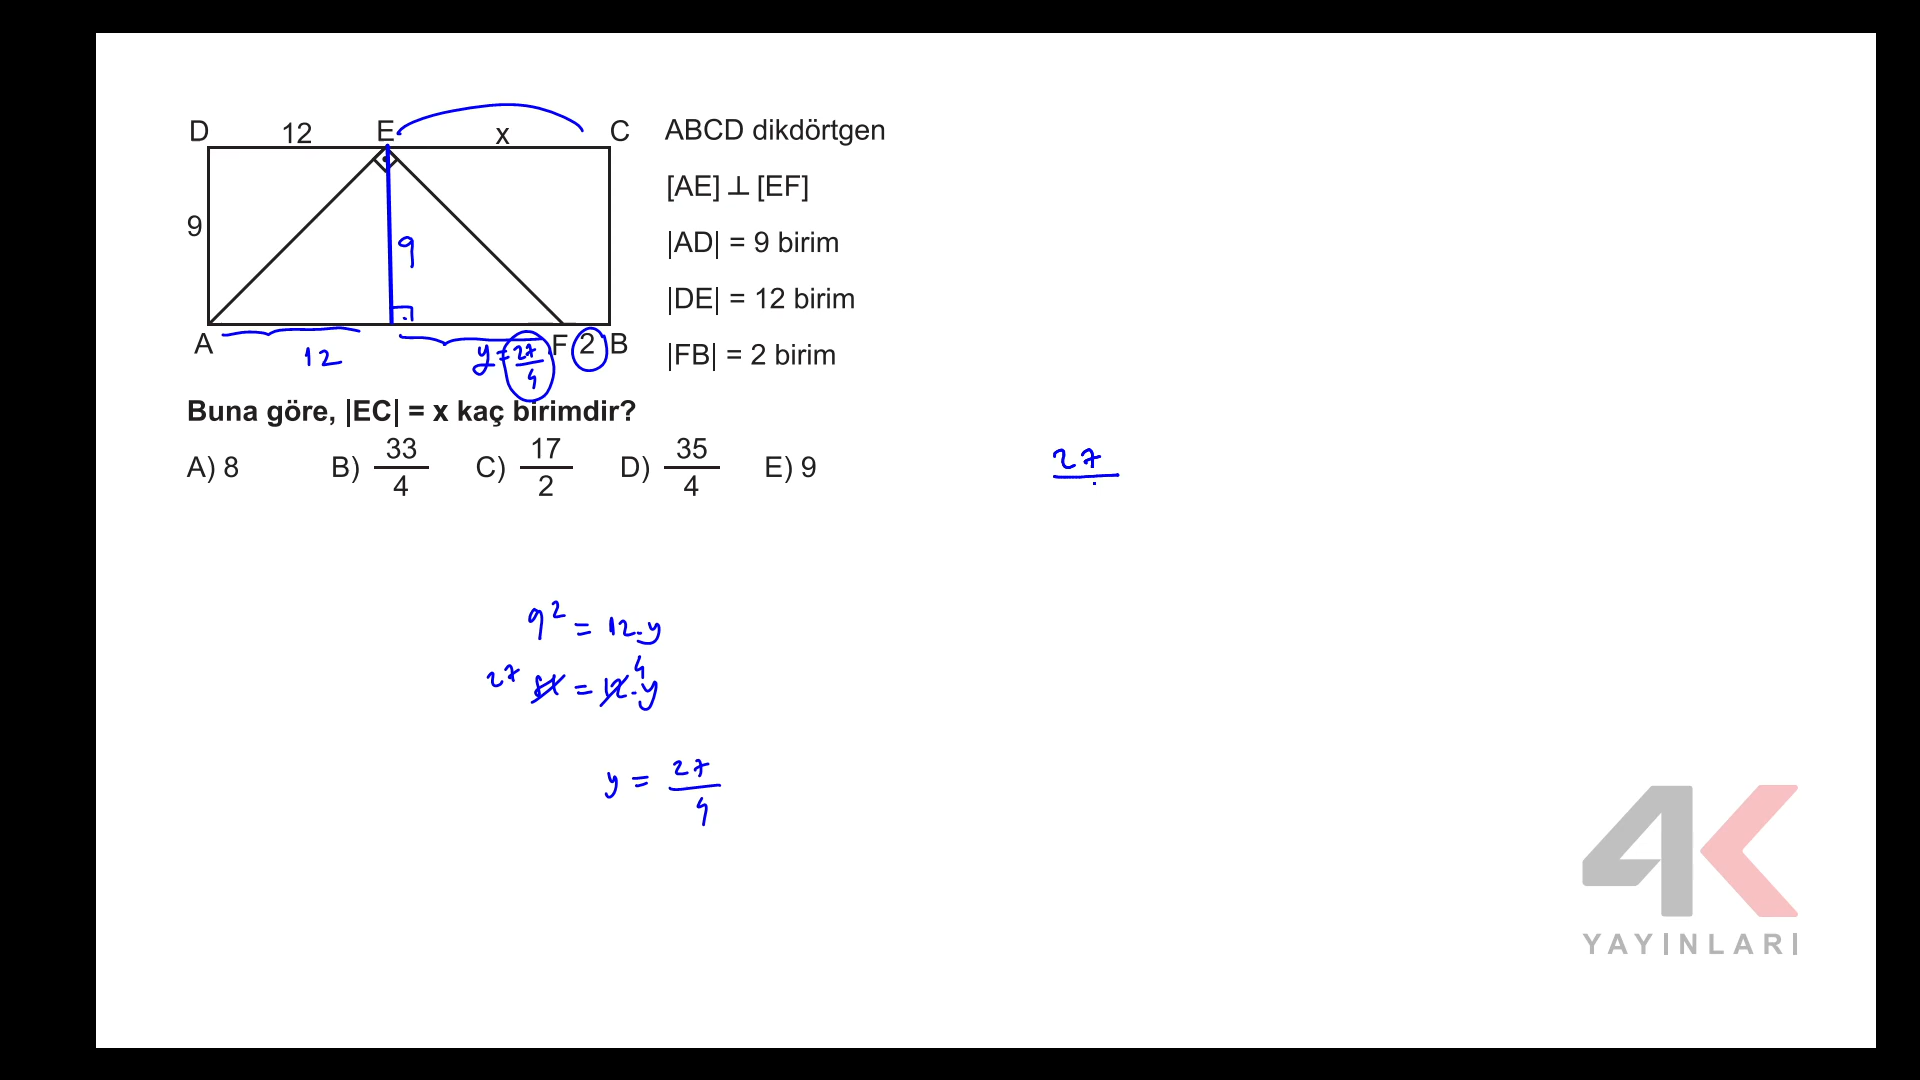 D 12 E x C
ABCD dikdörtgen
[AE] ⊥ [EF]
9
9
|AD| = 9 birim
|DE| = 12 birim
A F 2 B
12
y = 27/4
|FB| = 2 birim
Buna göre, |EC| = x kaç birimdir?
A) 8 B) 33/4 C) 17/2 D) 35/4 E) 9
27
9² = 12.y
27 81 = 12.y 4
y = 27/4
4K
YAYINLARI